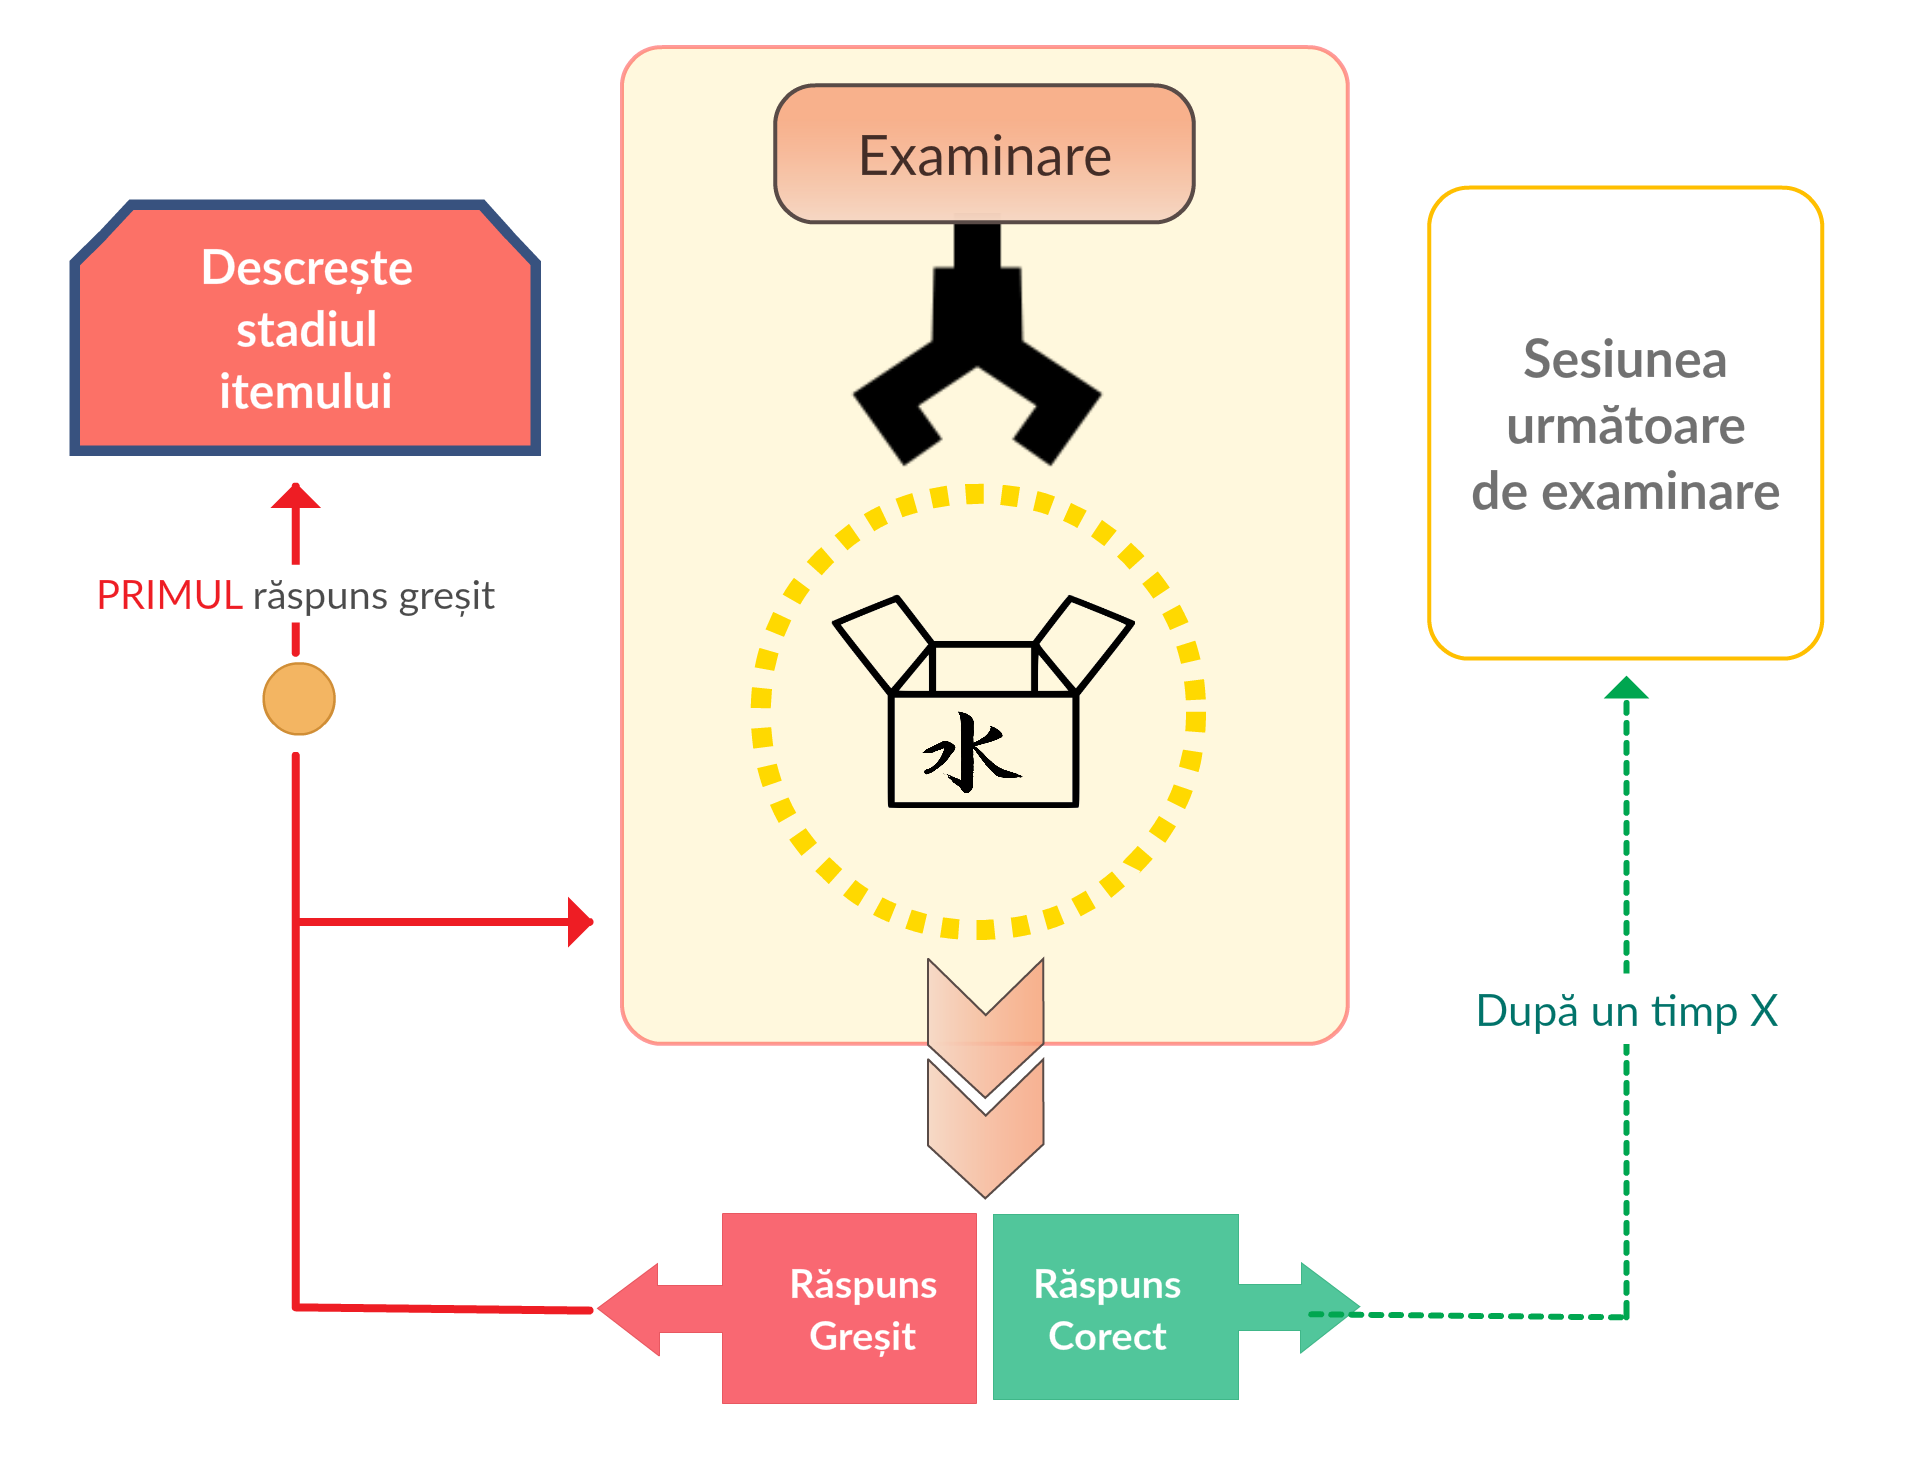 Examinare
Descrește
stadiul
itemului
PRIMUL răspuns greșit
水
Sesiunea
următoare
de examinare
După un timp X
Răspuns
Greșit
Răspuns
Corect